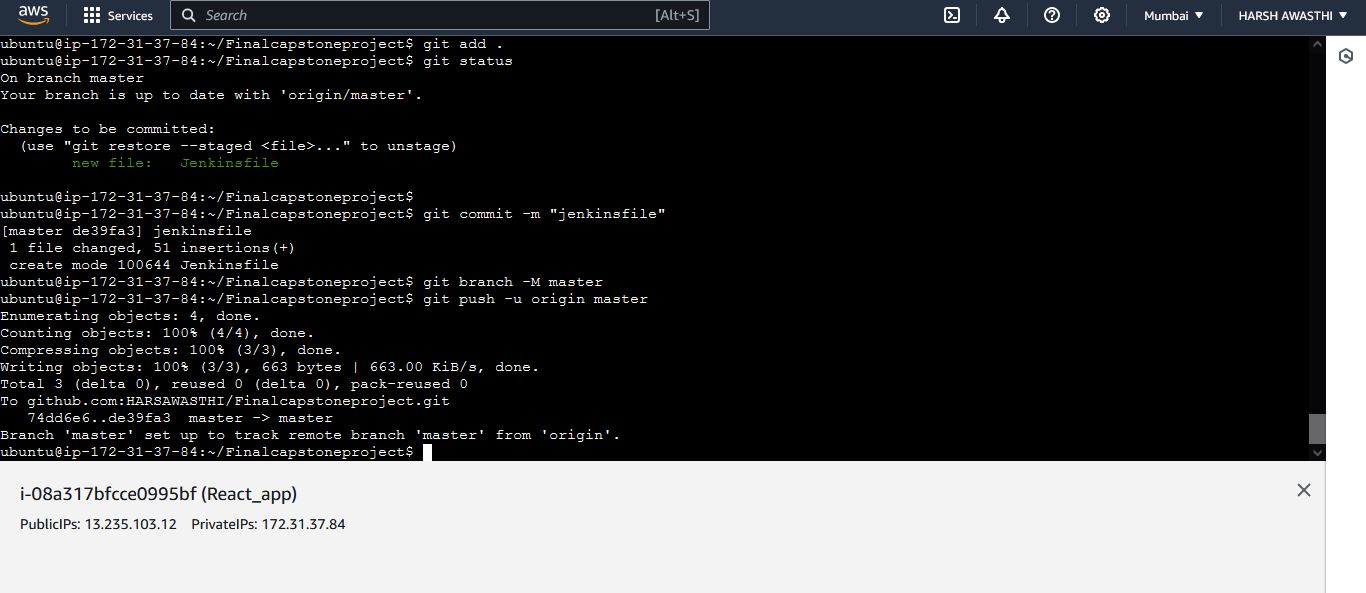 aws Services Search [Alt+S] Mumbai HARSH AWASTHI
ubuntu@ip-172-31-37-84:~/Finalcapstoneproject$ git add .
ubuntu@ip-172-31-37-84:~/Finalcapstoneproject$ git status
On branch master
Your branch is up to date with 'origin/master'.
Changes to be committed:
  (use "git restore --staged <file>..." to unstage)
        new file:   Jenkinsfile
ubuntu@ip-172-31-37-84:~/Finalcapstoneproject$
ubuntu@ip-172-31-37-84:~/Finalcapstoneproject$ git commit -m "jenkinsfile"
[master de39fa3] jenkinsfile
 1 file changed, 51 insertions(+)
 create mode 100644 Jenkinsfile
ubuntu@ip-172-31-37-84:~/Finalcapstoneproject$ git branch -M master
ubuntu@ip-172-31-37-84:~/Finalcapstoneproject$ git push -u origin master
Enumerating objects: 4, done.
Counting objects: 100% (4/4), done.
Compressing objects: 100% (3/3), done.
Writing objects: 100% (3/3), 663 bytes | 663.00 KiB/s, done.
Total 3 (delta 0), reused 0 (delta 0), pack-reused 0
To github.com:HARSAWASTHI/Finalcapstoneproject.git
   74dd6e6..de39fa3  master -> master
Branch 'master' set up to track remote branch 'master' from 'origin'.
ubuntu@ip-172-31-37-84:~/Finalcapstoneproject$
i-08a317bfcce0995bf (React_app)
PublicIPs: 13.235.103.12 PrivateIPs: 172.31.37.84